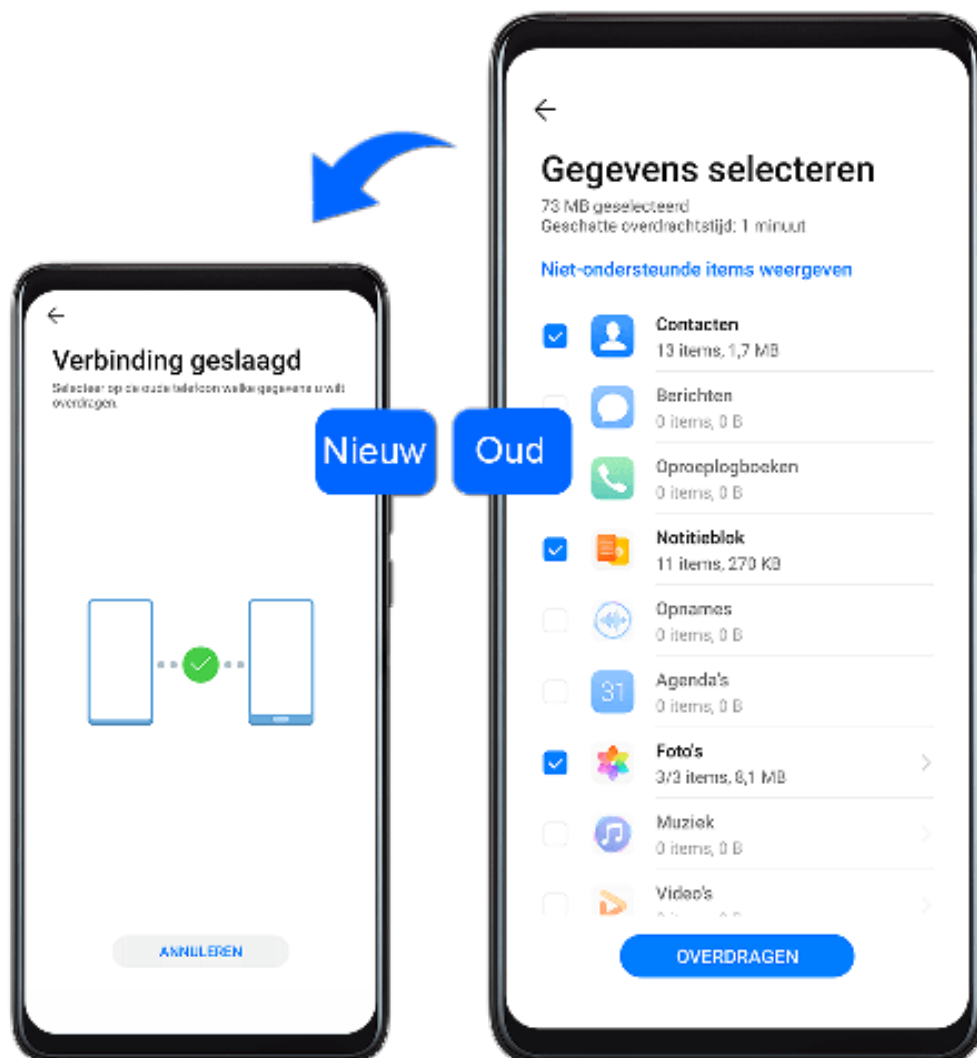 Verbinding geslaagd
Selecteer op de oude telefoon welke gegevens u wilt
overdragen.
ANNULEREN
Nieuw
Oud
Gegevens selecteren
73 MB geselecteerd
Geschatte overdrachtstijd: 1 minuut
Niet-ondersteunde items weergeven
Contacten
13 items, 1,7 MB
Berichten
0 items, 0 B
Oproeplogboeken
0 items, 0 B
Notitieblok
11 items, 270 KB
Opnames
0 items, 0 B
31
Agenda's
0 items, 0 B
Foto's
3/3 items, 8,1 MB
Muziek
0 items, 0 B
Video's
OVERDRAGEN